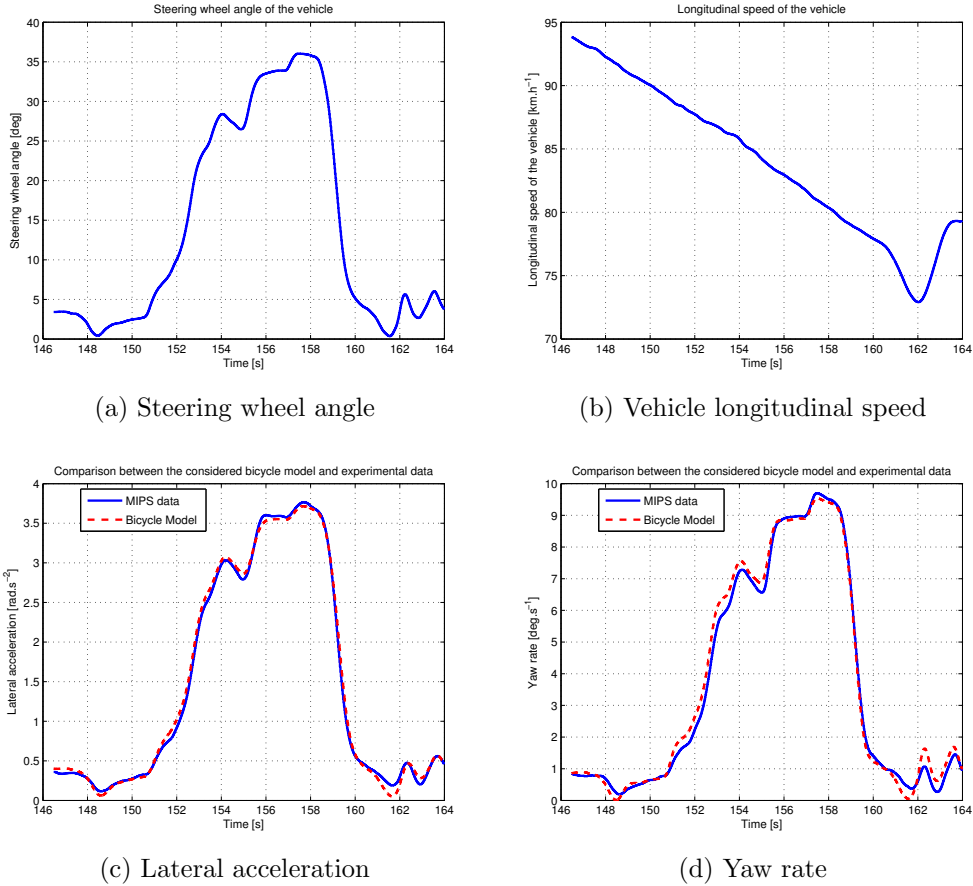 Steering wheel angle of the vehicle
40
35
30
25
20
15
10
5
0
Steering wheel angle [deg]
146 148 150 152 154 156 158 160 162 164
Time [s]
(a) Steering wheel angle
Longitudinal speed of the vehicle
95
90
85
80
75
70
Longitudinal speed of the vehicle [km.h⁻¹]
146 148 150 152 154 156 158 160 162 164
Time [s]
(b) Vehicle longitudinal speed
Comparison between the considered bicycle model and experimental data
MIPS data
Bicycle Model
4
3.5
3
2.5
2
1.5
1
0.5
0
Lateral acceleration [rad.s⁻²]
146 148 150 152 154 156 158 160 162 164
Time [s]
(c) Lateral acceleration
Comparison between the considered bicycle model and experimental data
MIPS data
Bicycle Model
10
9
8
7
6
5
4
3
2
1
0
Yaw rate [deg.s⁻¹]
146 148 150 152 154 156 158 160 162 164
Time [s]
(d) Yaw rate